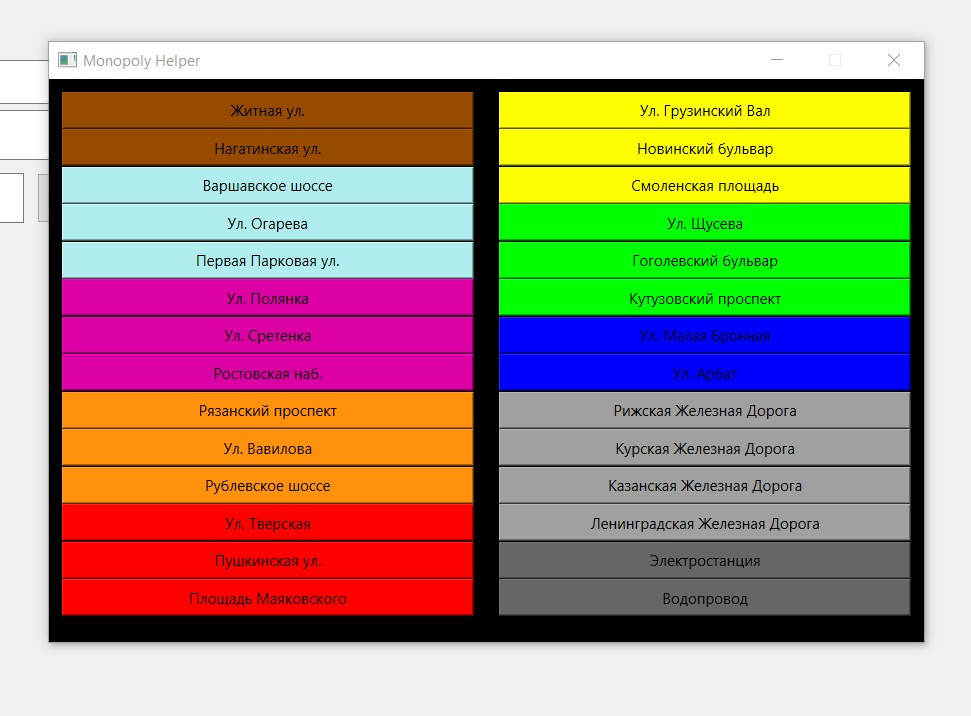 Monopoly Helper
Житная ул.
Нагатинская ул.
Варшавское шоссе
Ул. Огарева
Первая Парковая ул.
Ул. Полянка
Ул. Сретенка
Ростовская наб.
Рязанский проспект
Ул. Вавилова
Рублевское шоссе
Ул. Тверская
Пушкинская ул.
Площадь Маяковского
Ул. Грузинский Вал
Новинский бульвар
Смоленская площадь
Ул. Щусева
Гоголевский бульвар
Кутузовский проспект
Ул. Малая Бронная
Ул. Арбат
Рижская Железная Дорога
Курская Железная Дорога
Казанская Железная Дорога
Ленинградская Железная Дорога
Электростанция
Водопровод